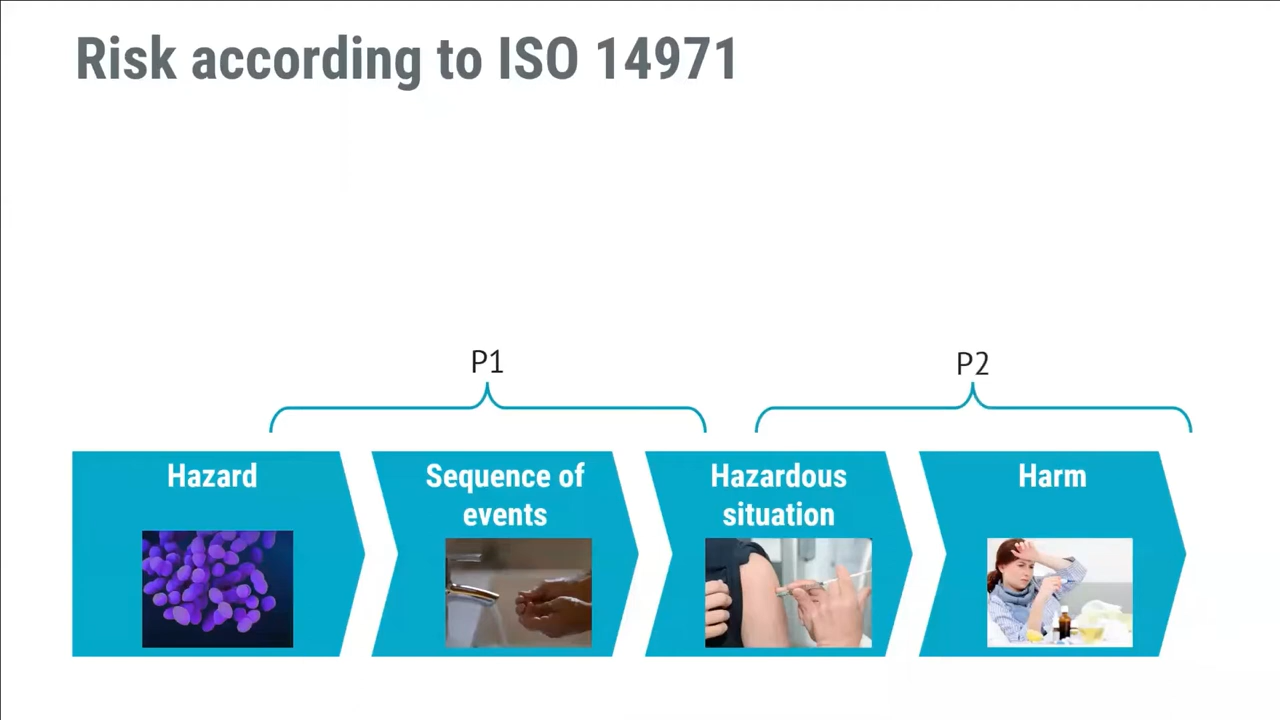 Risk according to ISO 14971
P1
P2
Hazard
Sequence of
events
Hazardous
situation
Harm